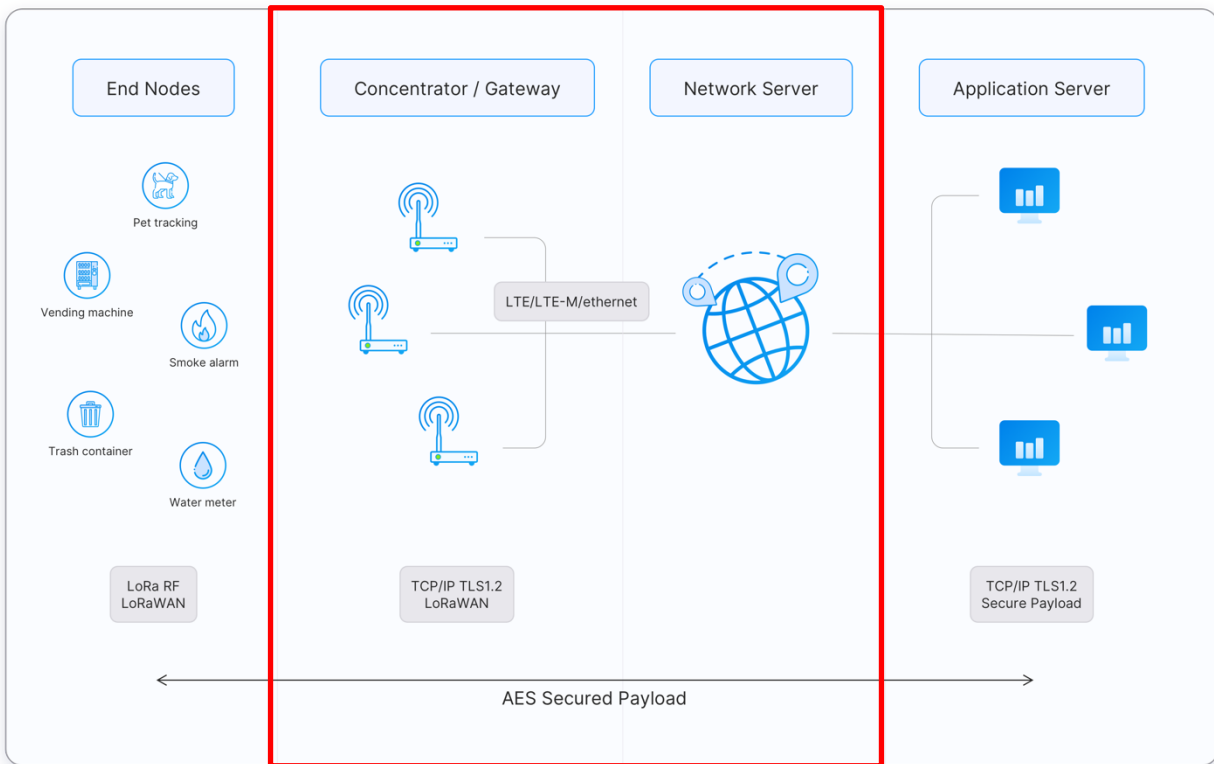 End Nodes
Concentrator / Gateway
Network Server
Application Server
Pet tracking
Vending machine
Smoke alarm
Trash container
Water meter
LTE/LTE-M/ethernet
LoRa RF
LoRaWAN
TCP/IP TLS1.2
LoRaWAN
TCP/IP TLS1.2
Secure Payload
AES Secured Payload